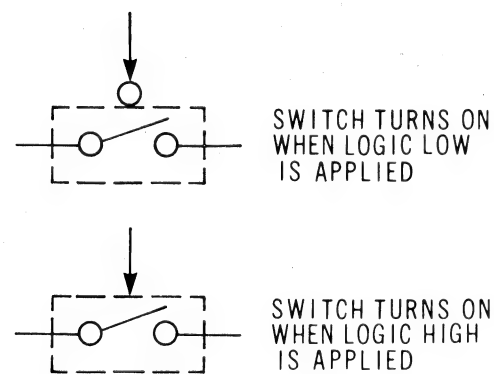 SWITCH TURNS ON
WHEN LOGIC LOW
IS APPLIED
SWITCH TURNS ON
WHEN LOGIC HIGH
IS APPLIED